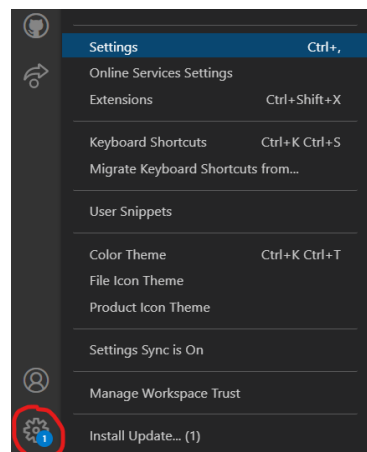 Settings Ctrl+,
Online Services Settings
Extensions Ctrl+Shift+X
Keyboard Shortcuts Ctrl+K Ctrl+S
Migrate Keyboard Shortcuts from...
User Snippets
Color Theme Ctrl+K Ctrl+T
File Icon Theme
Product Icon Theme
Settings Sync is On
Manage Workspace Trust
1 Install Update... (1)